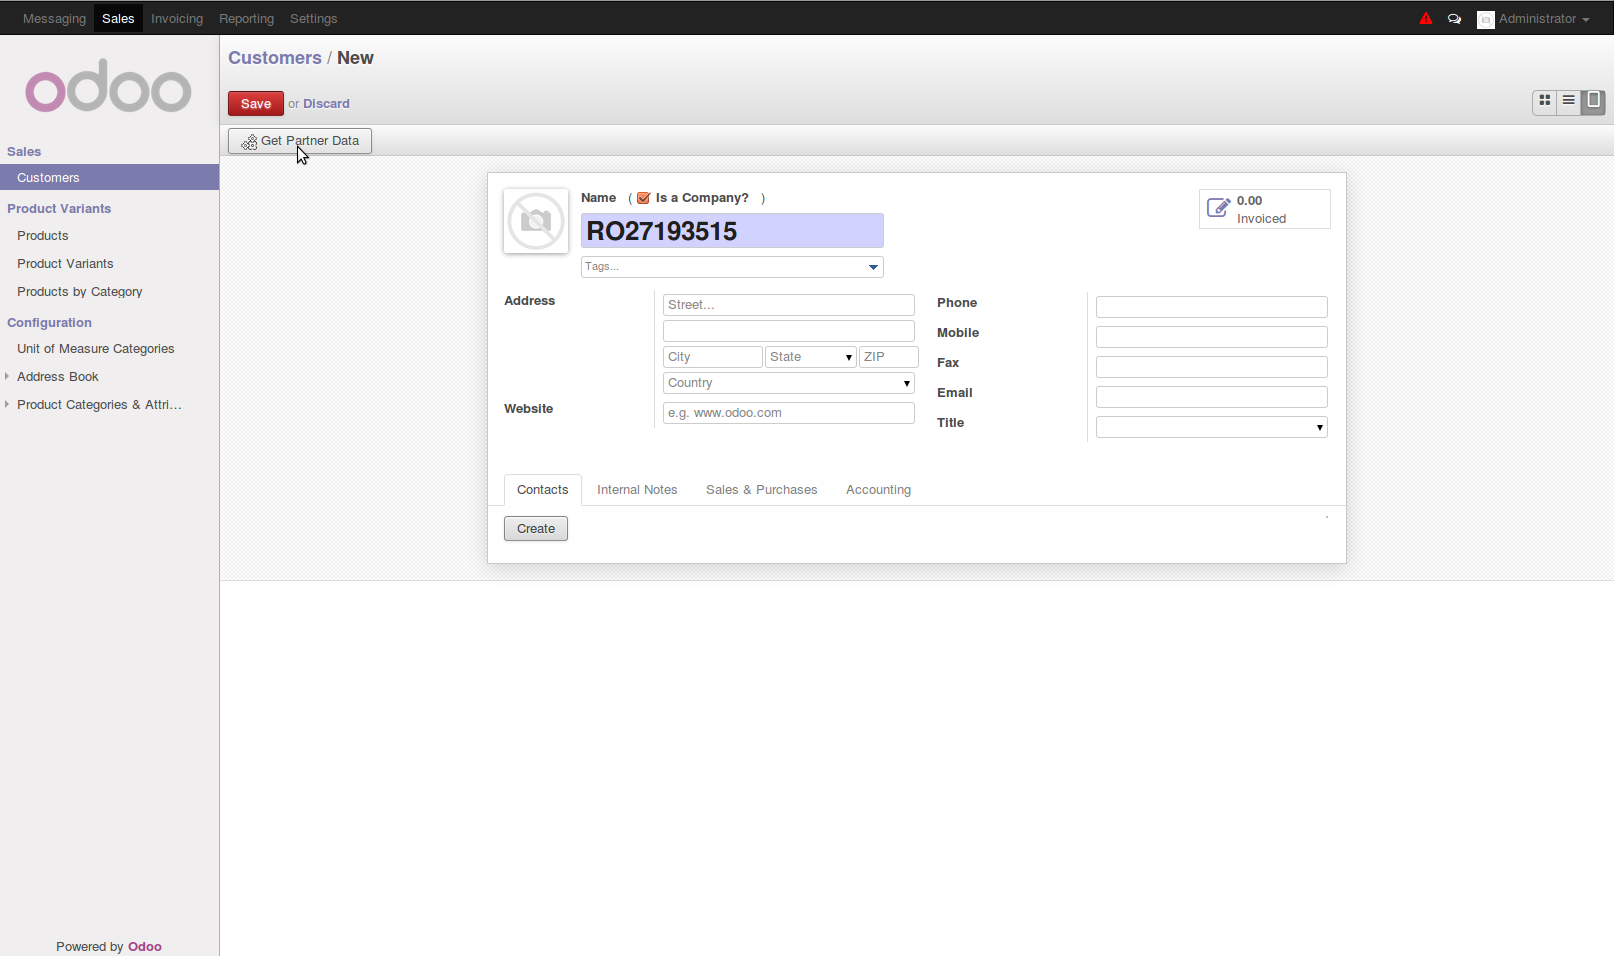 Messaging Sales Invoicing Reporting Settings Administrator
odoo
Customers / New
Save or Discard
Get Partner Data
Sales
Customers
Product Variants
Products
Product Variants
Products by Category
Configuration
Unit of Measure Categories
Address Book
Product Categories & Attri...
Powered by Odoo
Name ( Is a Company? )
RO27193515
Tags...
0.00
Invoiced
Address
Street...
City State ZIP
Country
Website e.g. www.odoo.com
Phone
Mobile
Fax
Email
Title
Contacts Internal Notes Sales & Purchases Accounting
Create